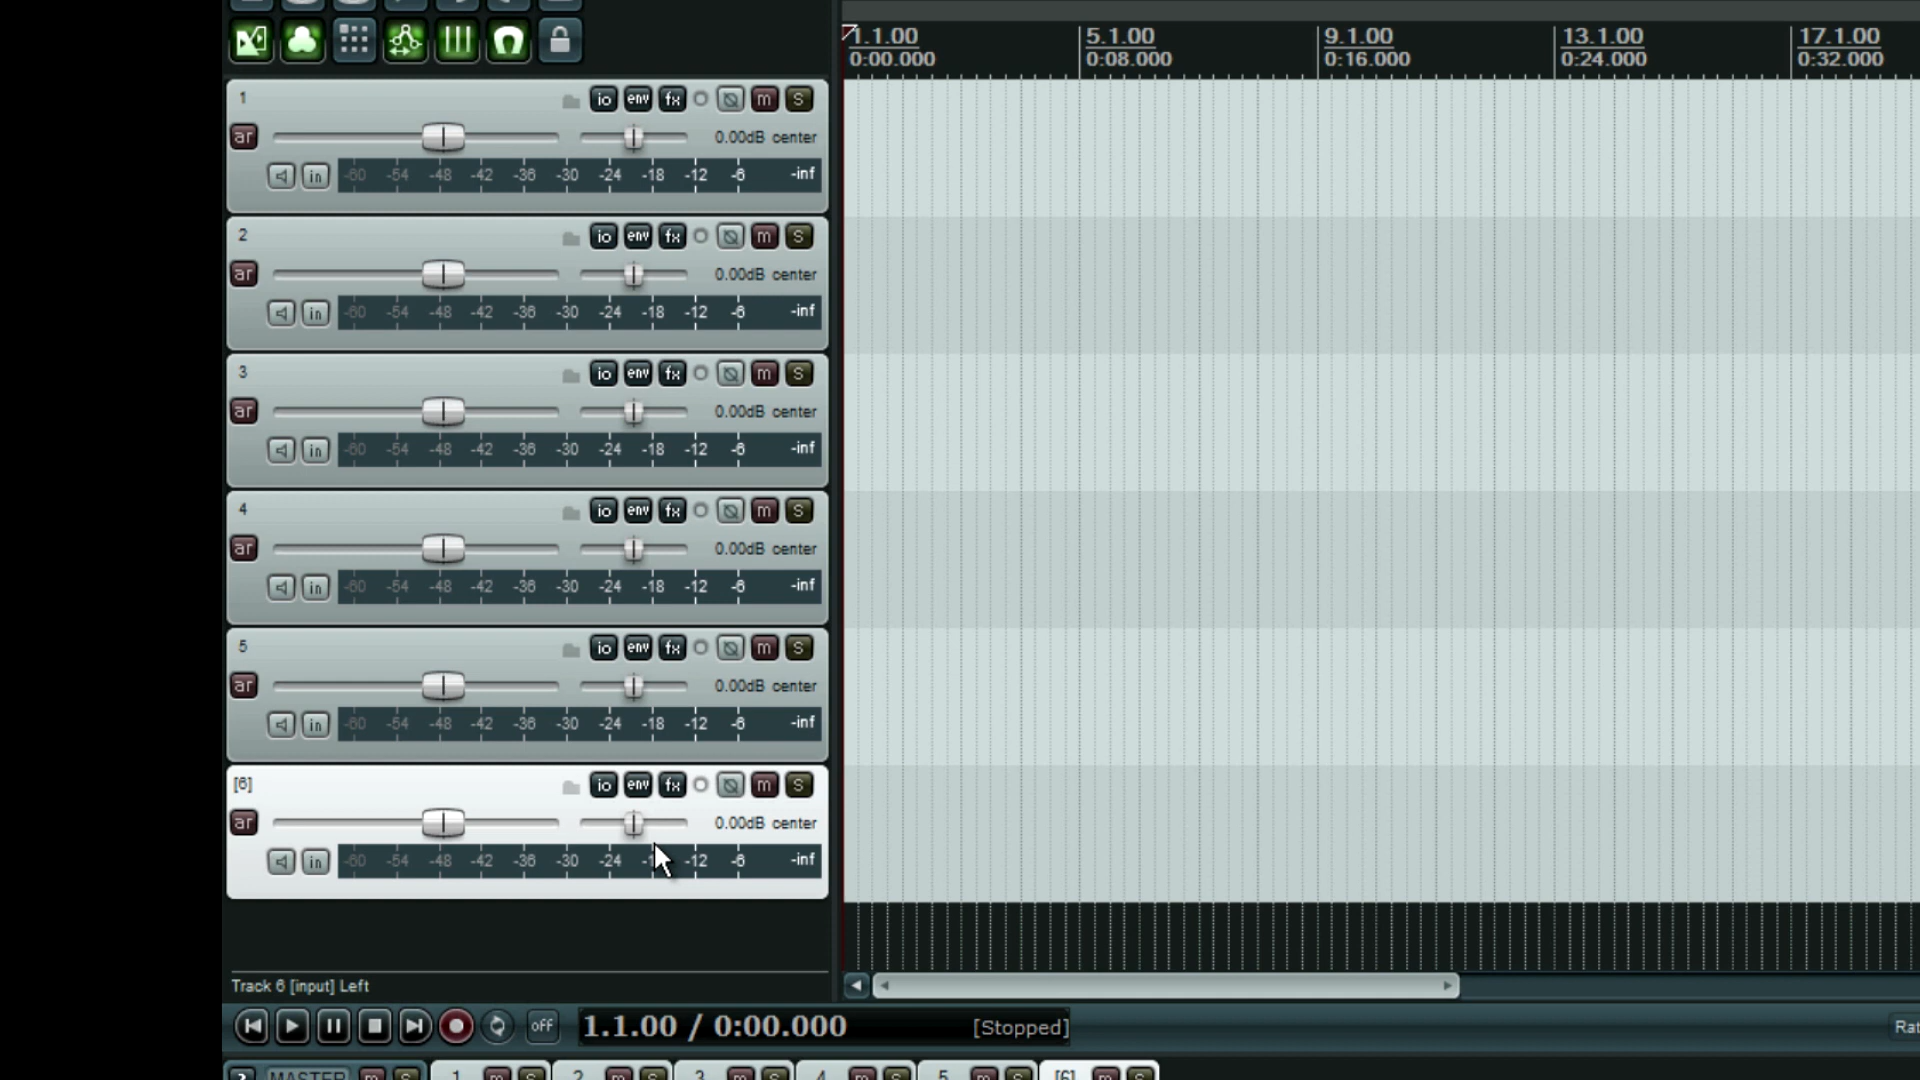 1.1.00 5.1.00 9.1.00 13.1.00 17.1.00
0:00.000 0:08.000 0:16.000 0:24.000 0:32.000
1 io env fx m S
ar 0.00dB center
in -60 -54 -48 -42 -36 -30 -24 -18 -12 -6 -inf
2 io env fx m S
ar 0.00dB center
in -60 -54 -48 -42 -36 -30 -24 -18 -12 -6 -inf
3 io env fx m S
ar 0.00dB center
in -60 -54 -48 -42 -36 -30 -24 -18 -12 -6 -inf
4 io env fx m S
ar 0.00dB center
in -60 -54 -48 -42 -36 -30 -24 -18 -12 -6 -inf
5 io env fx m S
ar 0.00dB center
in -60 -54 -48 -42 -36 -30 -24 -18 -12 -6 -inf
[6] io env fx m S
ar 0.00dB center
in -60 -54 -48 -42 -36 -30 -24 -12 -6 -inf
Track 6 [input] Left
off 1.1.00 / 0:00.000 [Stopped] Rat
MASTER m S 1 m S 2 m S 3 m S 4 m S 5 m S [6] m S